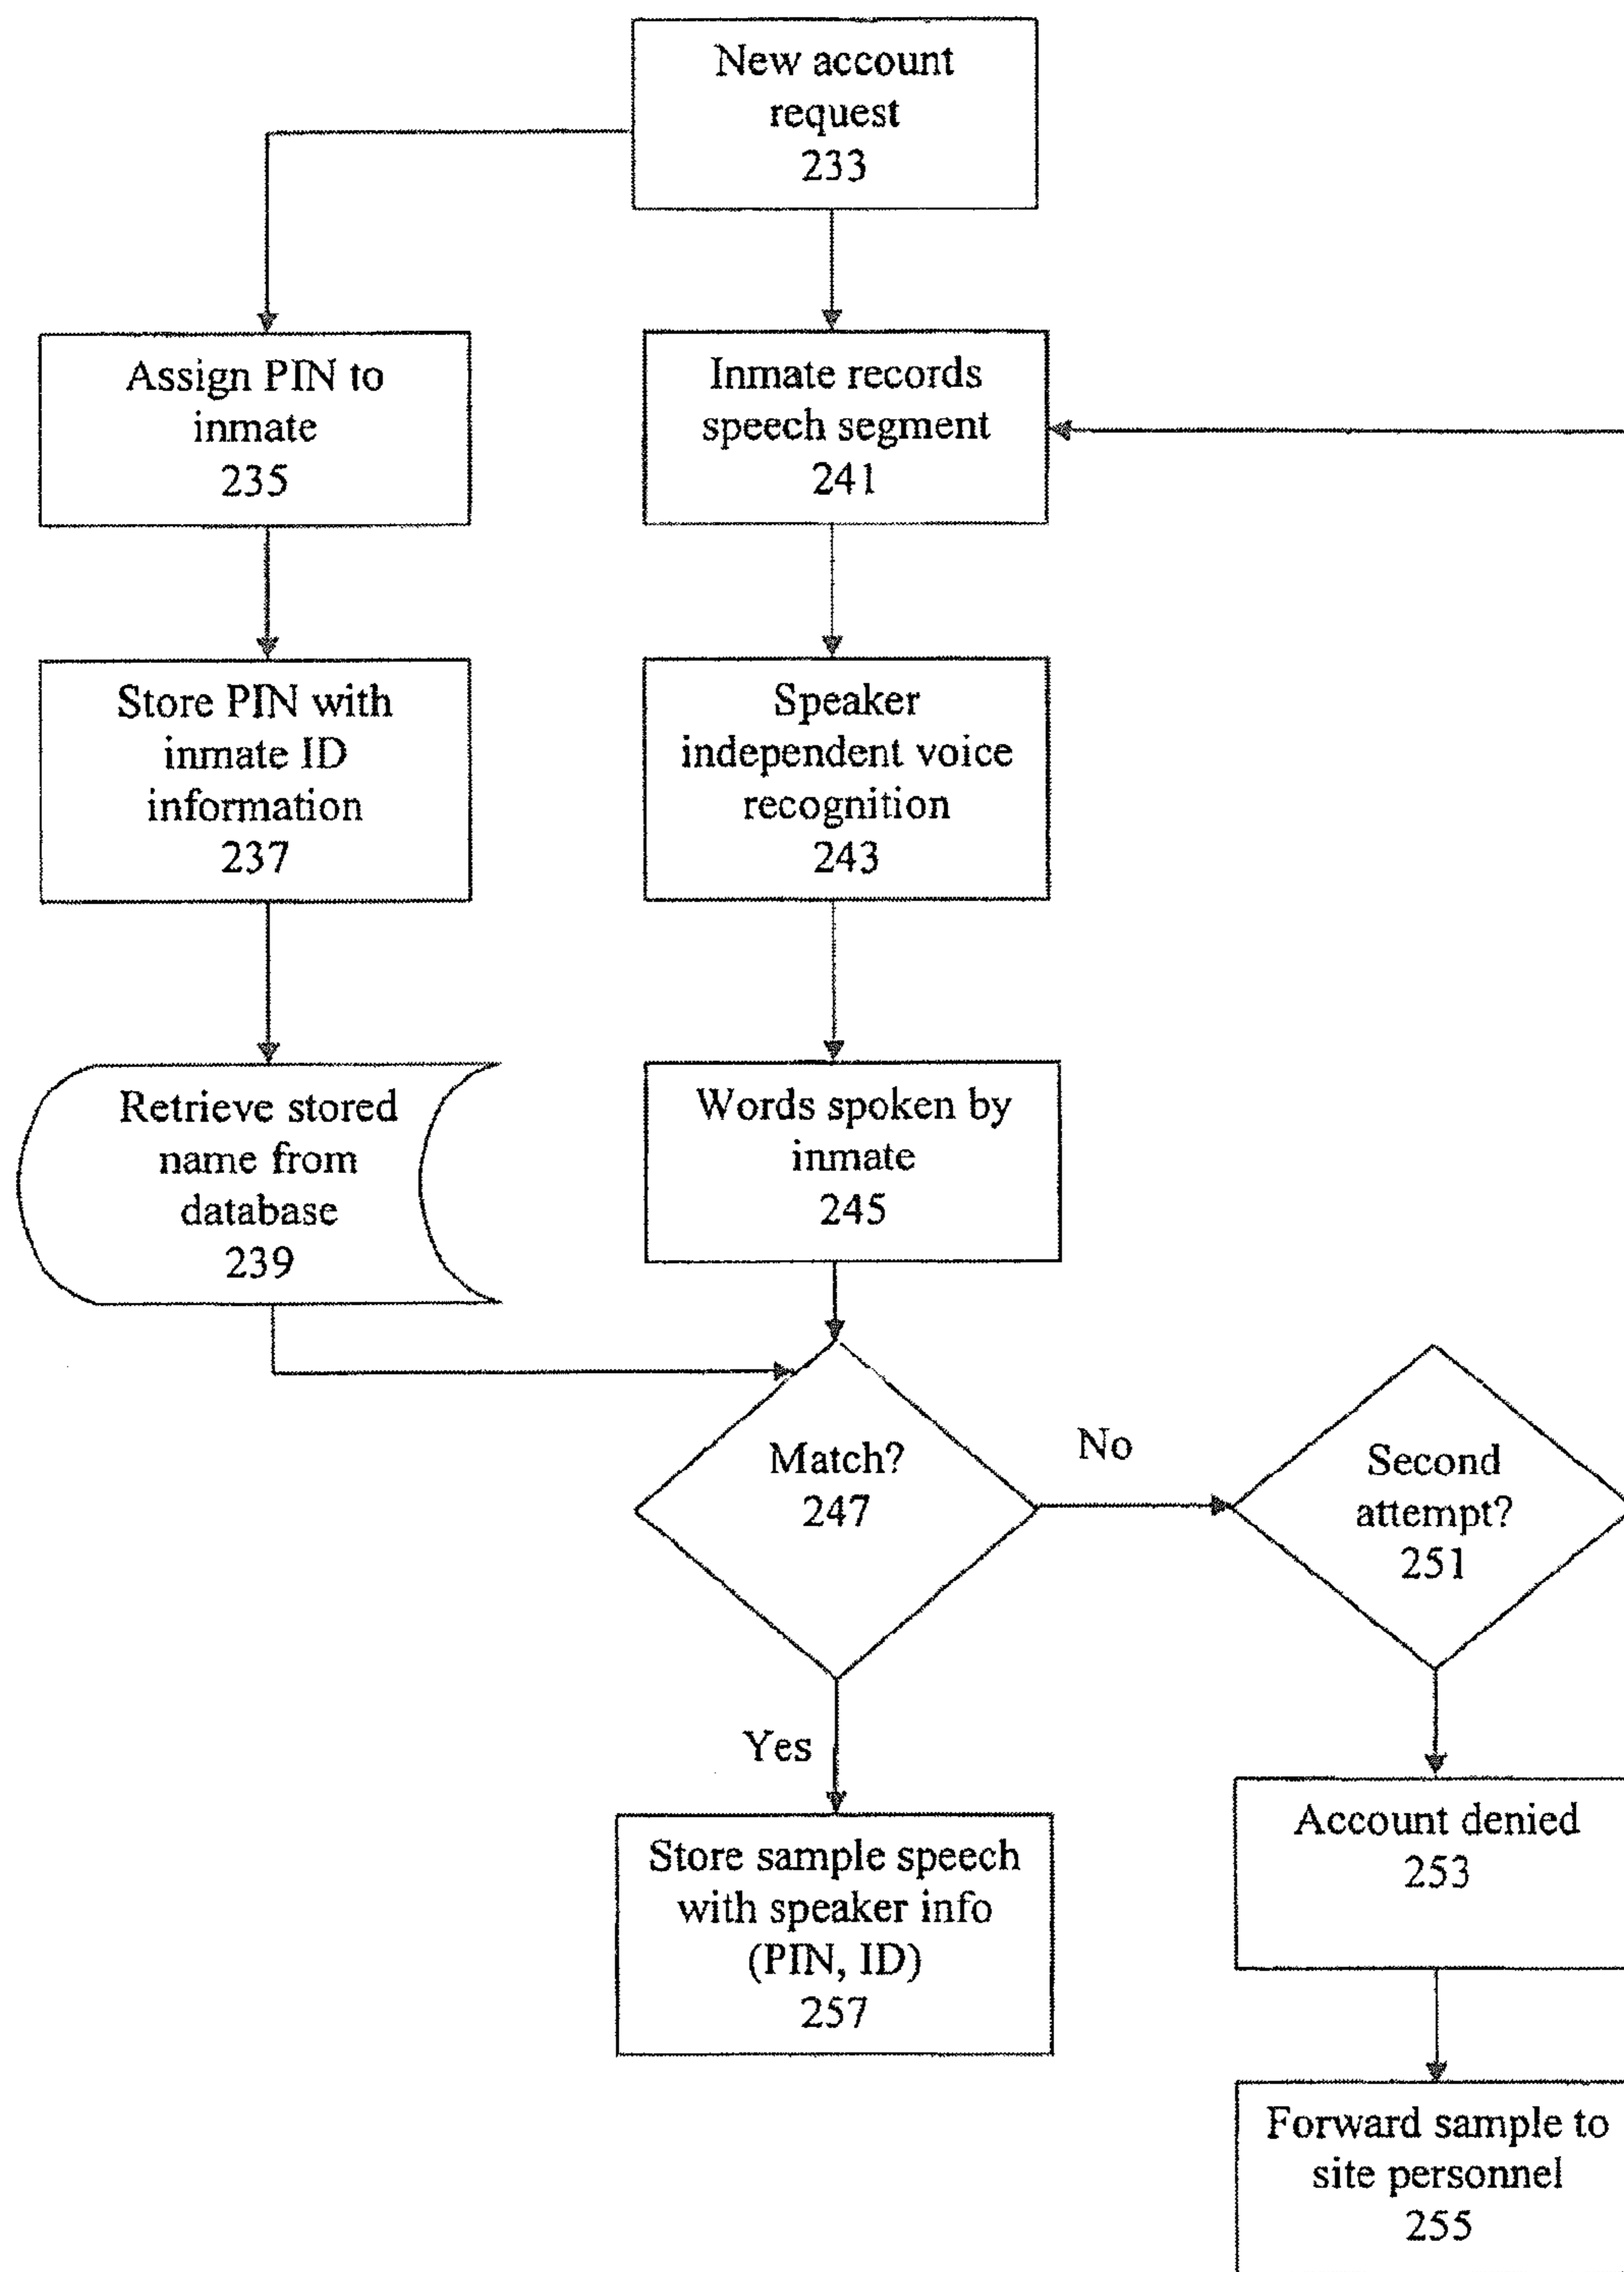 New account
request
233
Assign PIN to
inmate
235
Inmate records
speech segment
241
Store PIN with
inmate ID
information
237
Speaker
independent voice
recognition
243
Retrieve stored
name from
database
239
Words spoken by
inmate
245
Match?
247
No
Second
attempt?
251
Yes
Account denied
253
Store sample speech
with speaker info
(PIN, ID)
257
Forward sample to
site personnel
255